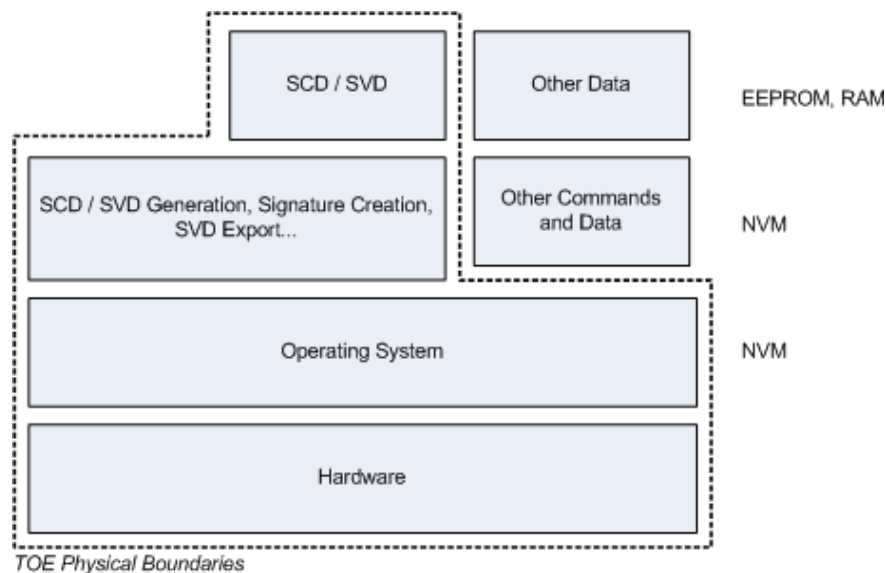 SCD / SVD
Other Data
EEPROM, RAM
SCD / SVD Generation, Signature Creation,
SVD Export...
Other Commands
and Data
NVM
Operating System
NVM
Hardware
TOE Physical Boundaries